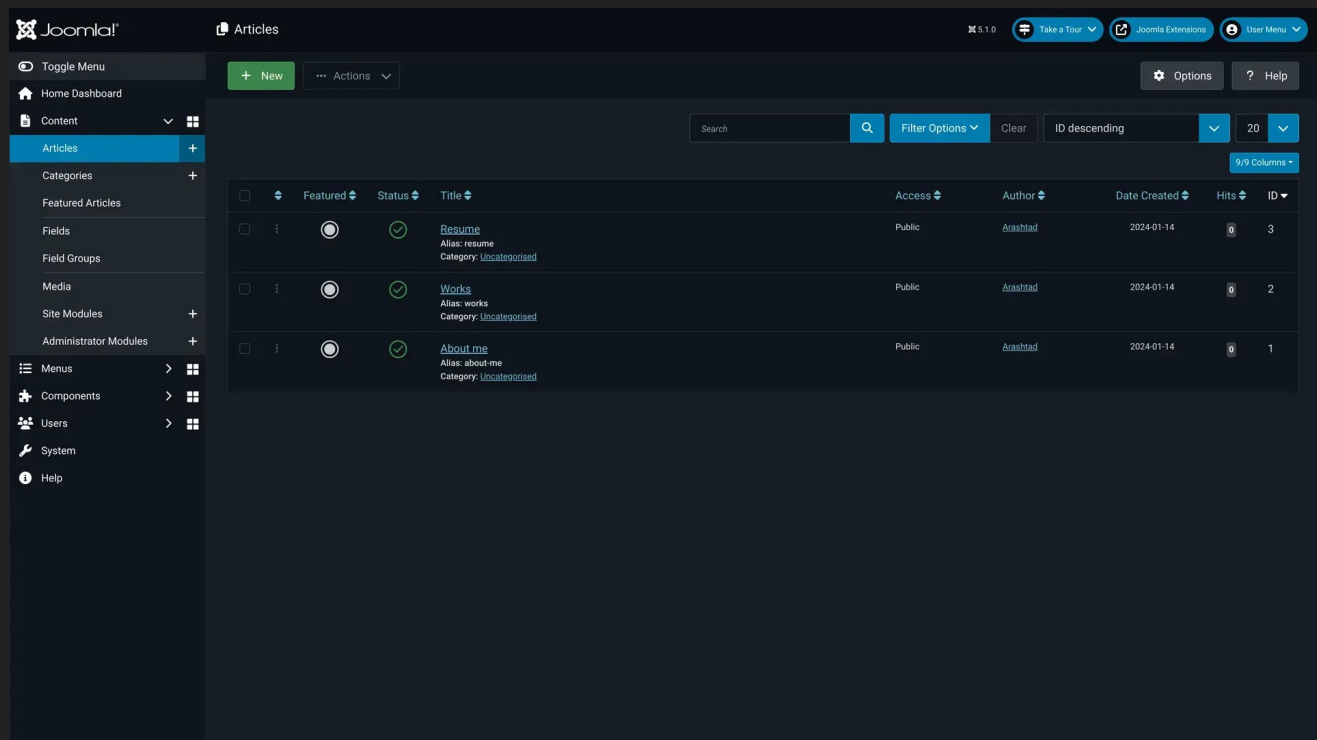 Joomla!®
Articles
5.1.0
Take a Tour
Joomla Extensions
User Menu
Toggle Menu
Home Dashboard
Content
Articles
Categories
Featured Articles
Fields
Field Groups
Media
Site Modules
Administrator Modules
Menus
Components
Users
System
Help
+ New
··· Actions
Options
? Help
Search
Filter Options
Clear
ID descending
20
9/9 Columns
Featured Status Title Access Author Date Created Hits ID
Resume Public Arashtad 2024-01-14 0 3
Alias: resume
Category: Uncategorised
Works Public Arashtad 2024-01-14 0 2
Alias: works
Category: Uncategorised
About me Public Arashtad 2024-01-14 0 1
Alias: about-me
Category: Uncategorised